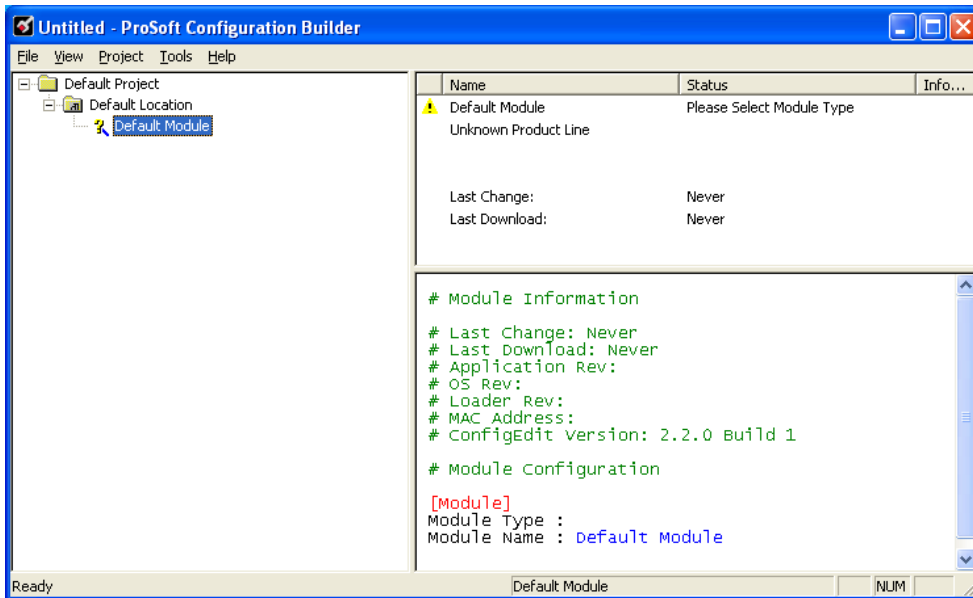 Untitled - ProSoft Configuration Builder
File View Project Tools Help
Default Project
Default Location
Default Module
Name Status Info...
Default Module Please Select Module Type
Unknown Product Line
Last Change: Never
Last Download: Never
# Module Information
# Last Change: Never
# Last Download: Never
# Application Rev:
# OS Rev:
# Loader Rev:
# MAC Address:
# ConfigEdit Version: 2.2.0 Build 1
# Module Configuration
[Module]
Module Type :
Module Name : Default Module
Ready Default Module NUM